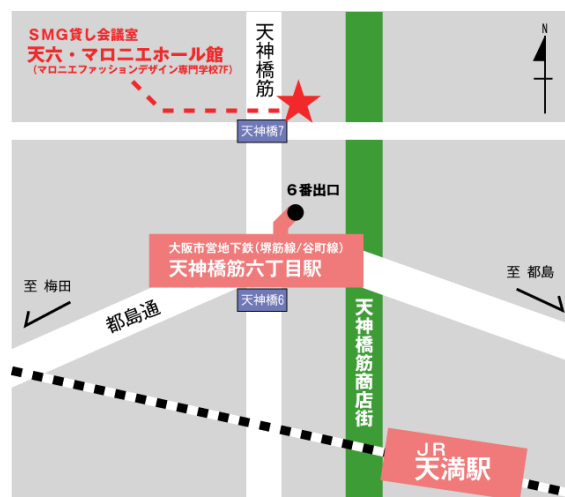 SMG貸し会議室
天六・マロニエホール館
（マロニエファッションデザイン専門学校7F）
天神橋筋
N
天神橋7
6番出口
大阪市営地下鉄(堺筋線/谷町線)
天神橋筋六丁目駅
至 梅田
至 都島
天神橋6
都島通
天神橋筋商店街
JR
天満駅